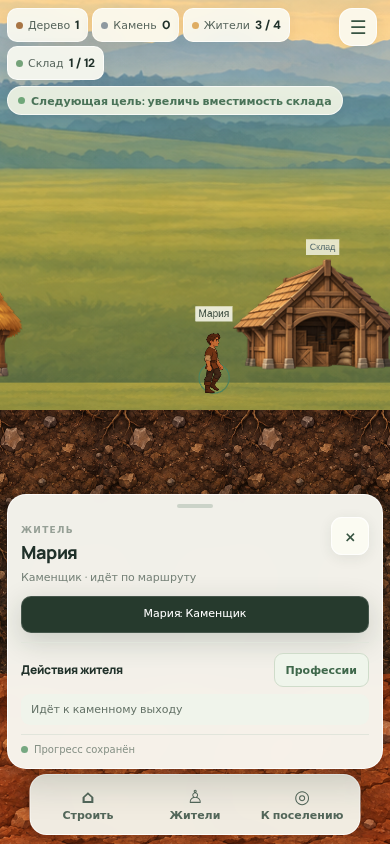 Дерево 1
Камень 0
Жители 3 / 4
Склад 1 / 12
Следующая цель: увеличь вместимость склада
Склад
Мария
ЖИТЕЛЬ
Мария
Каменщик · идёт по маршруту
Мария: Каменщик
Действия жителя
Профессии
Идёт к каменному выходу
Прогресс сохранён
Строить
Жители
К поселению